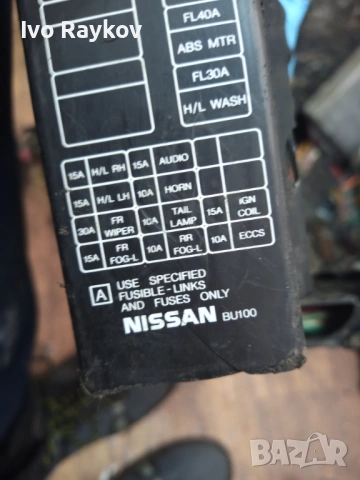 Ivo Raykov
FL40A
ABS MTR
FL30A
H/L WASH
15A H/L RH 15A AUDIO
15A H/L LH 10A HORN
30A FR WIPER 10A TAIL LAMP 15A IGN COIL
15A FR FOG-L 10A RR FOG-L 10A ECCS
A USE SPECIFIED
FUSIBLE-LINKS
AND FUSES ONLY
NISSAN BU100
BAZAR
bg